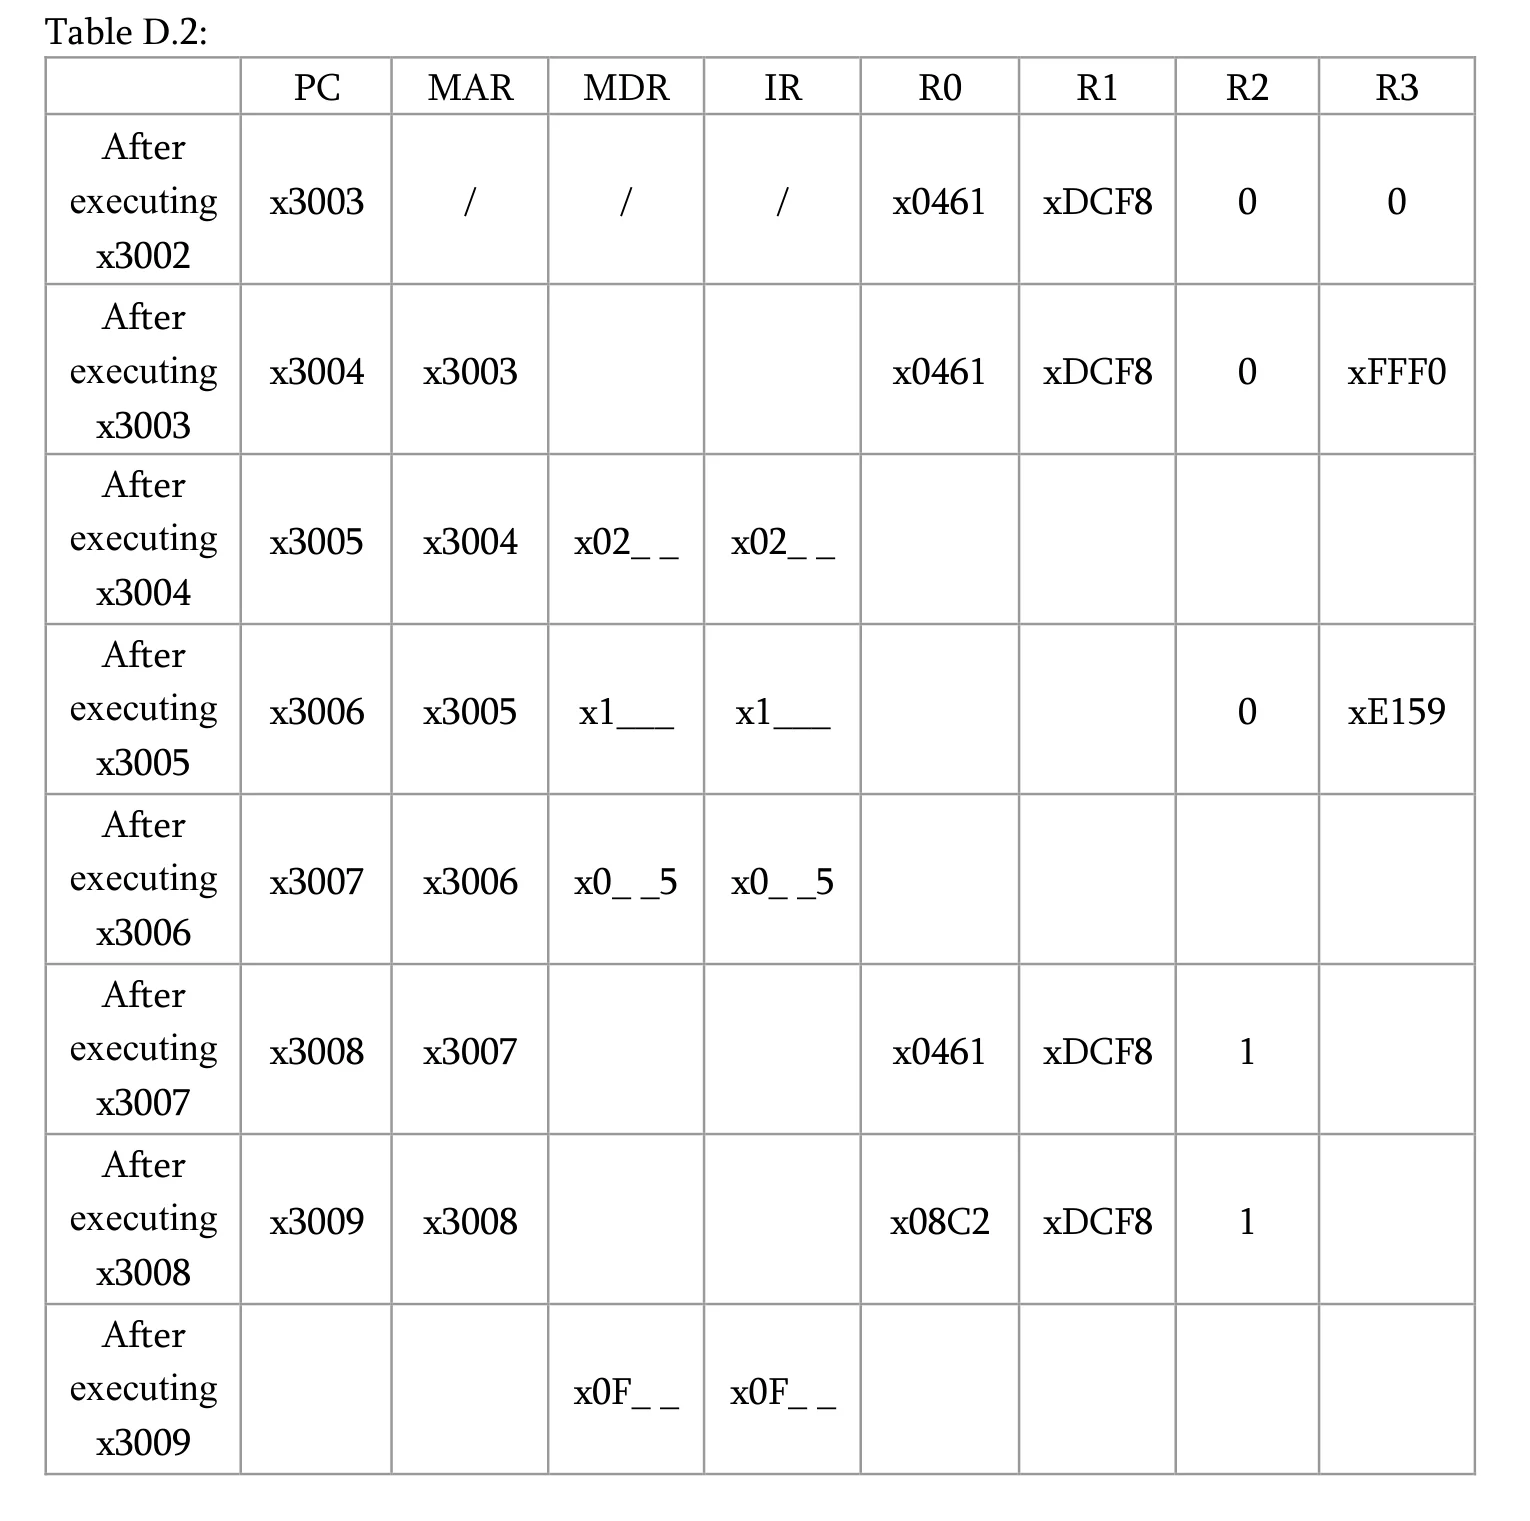 Table D.2:
PC MAR MDR IR R0 R1 R2 R3
After
executing x3003 / / / x0461 xDCF8 0 0
x3002
After
executing x3004 x3003 x0461 xDCF8 0 xFFF0
x3003
After
executing x3005 x3004 x02_ _ x02_ _
x3004
After
executing x3006 x3005 x1___ x1___ 0 xE159
x3005
After
executing x3007 x3006 x0_ _5 x0_ _5
x3006
After
executing x3008 x3007 x0461 xDCF8 1
x3007
After
executing x3009 x3008 x08C2 xDCF8 1
x3008
After
executing x0F_ _ x0F_ _
x3009